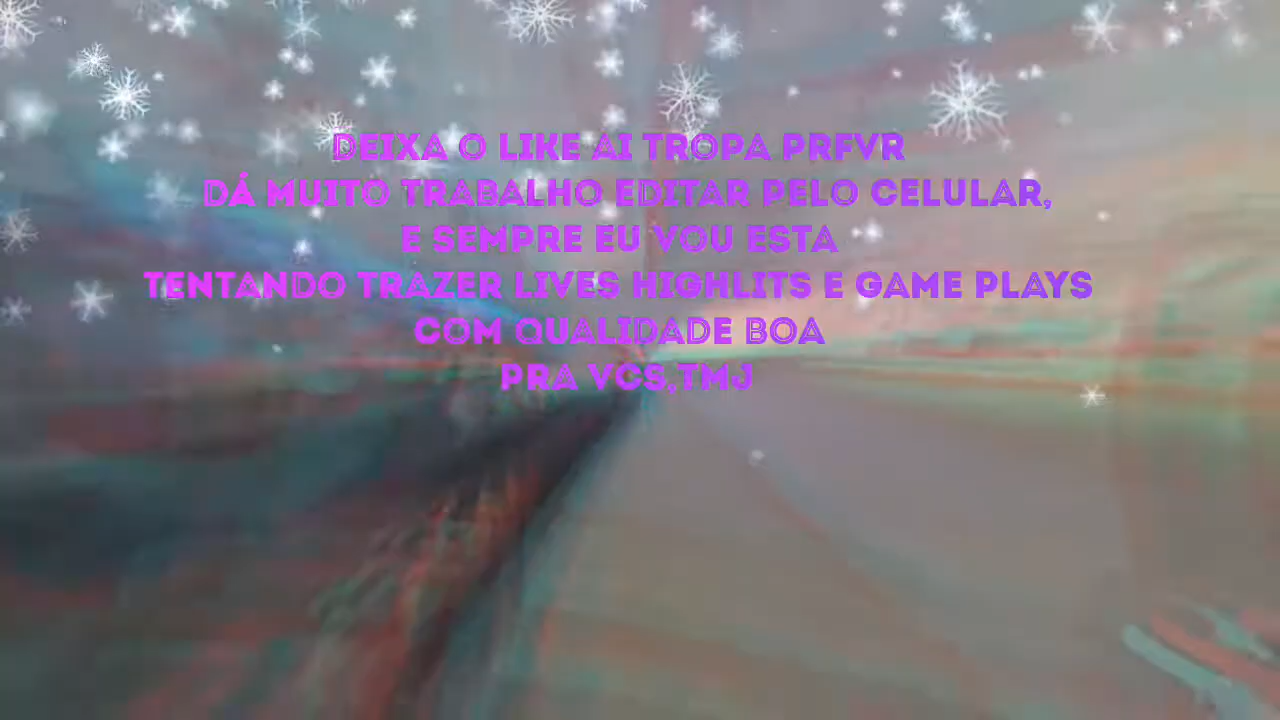 DEIXA O LIKE AI TROPA PRFVR
DÁ MUITO TRABALHO EDITAR PELO CELULAR,
E SEMPRE EU VOU ESTA
TENTANDO TRAZER LIVES HIGHLITS E GAME PLAYS
COM QUALIDADE BOA
PRA VCS,TMJ